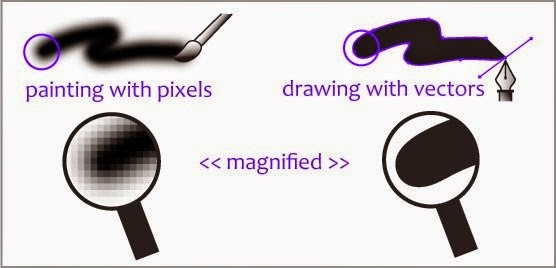 painting with pixels
drawing with vectors
<< magnified >>